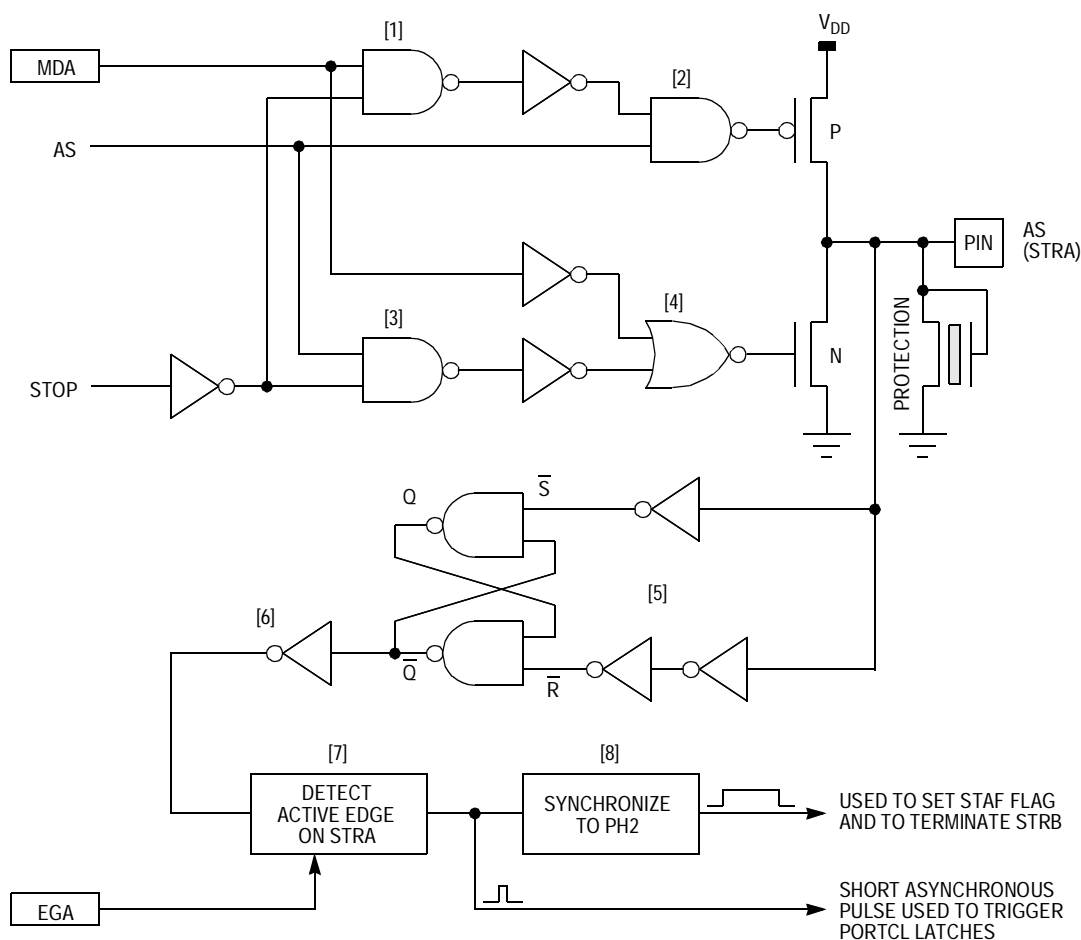 V_DD
[1]
MDA
[2]
P
AS
PIN
AS
(STRA)
[3]
[4]
N
PROTECTION
STOP
Q
S̅
[5]
[6]
Q̅
R̅
[7]
[8]
DETECT
ACTIVE EDGE
ON STRA
SYNCHRONIZE
TO PH2
USED TO SET STAF FLAG
AND TO TERMINATE STRB
EGA
SHORT ASYNCHRONOUS
PULSE USED TO TRIGGER
PORTCL LATCHES